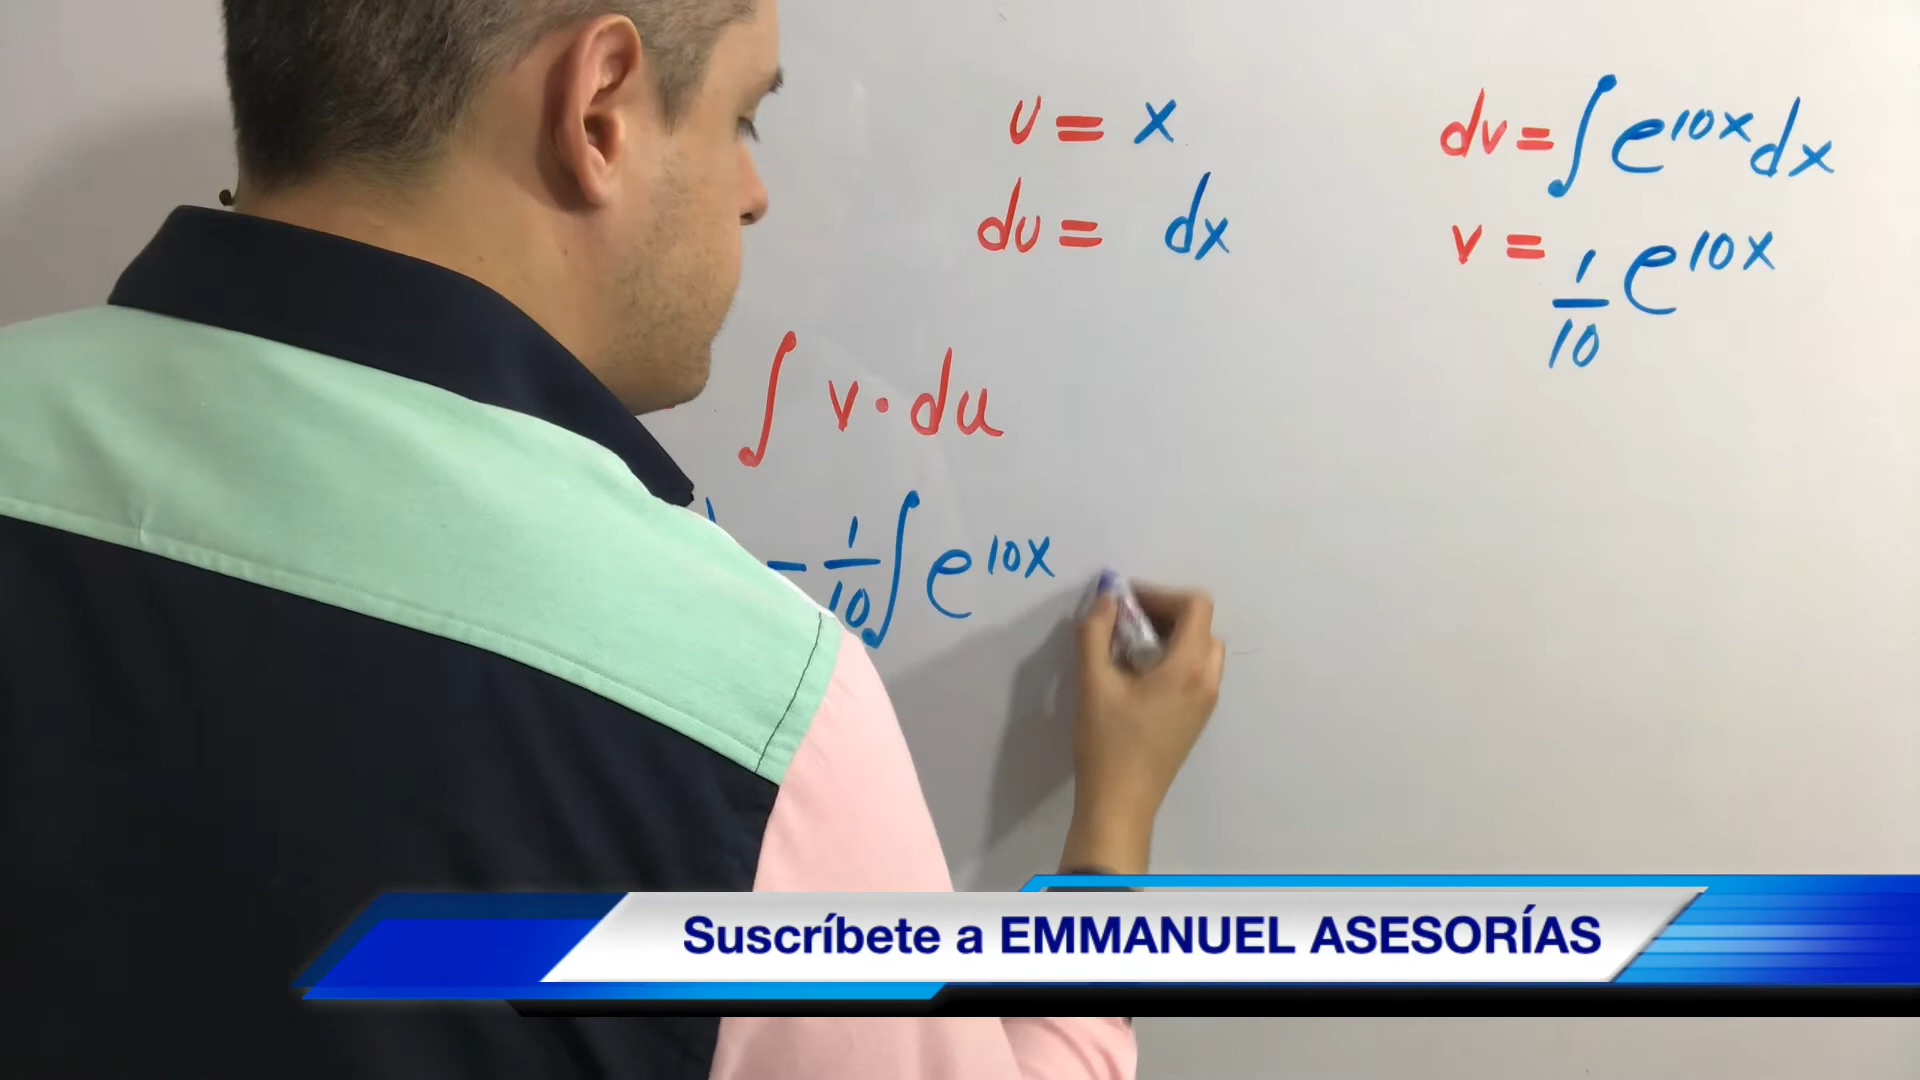 u = x
du = dx
dv = ∫ e^10x dx
v = 1/10 e^10x
∫ v · du
- 1/10 ∫ e^10x
Suscríbete a EMMANUEL ASESORÍAS